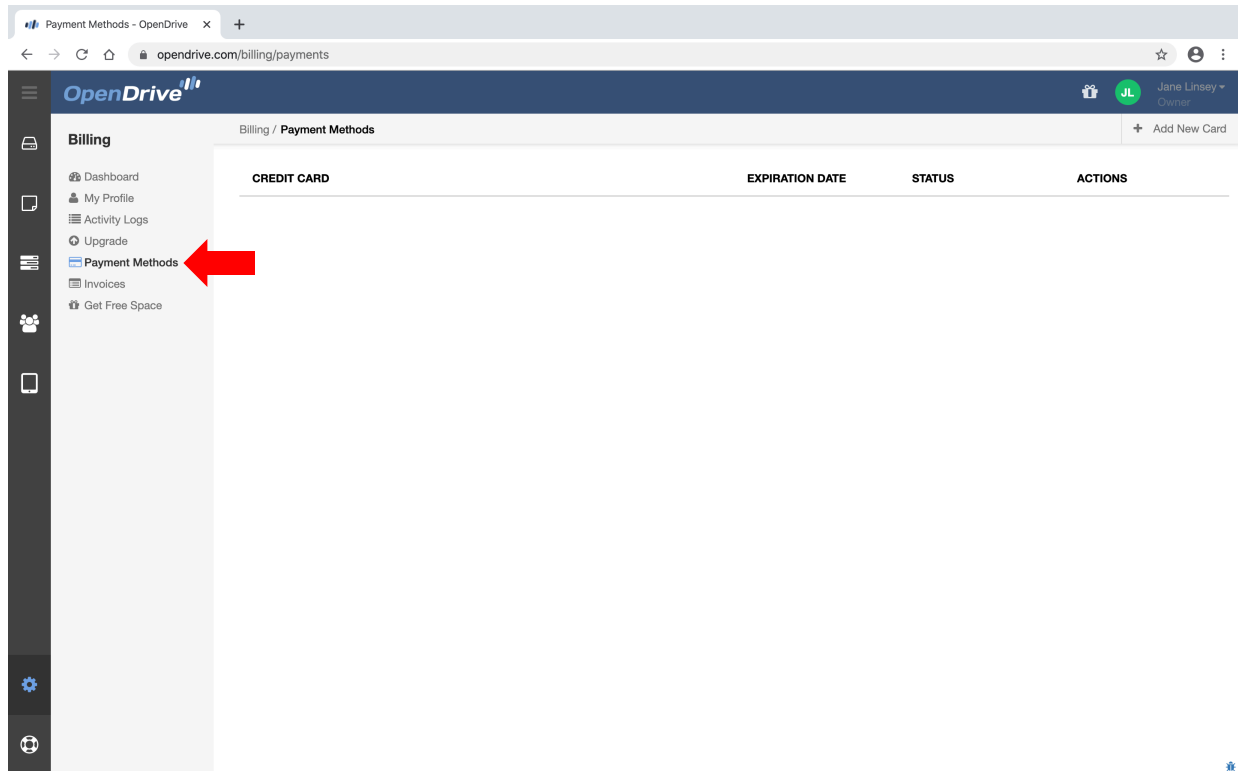 Payment Methods - OpenDrive
opendrive.com/billing/payments
OpenDrive
JL
Jane Linsey
Owner
Billing
Billing / Payment Methods
+ Add New Card
Dashboard
My Profile
Activity Logs
Upgrade
Payment Methods
Invoices
Get Free Space
CREDIT CARD EXPIRATION DATE STATUS ACTIONS